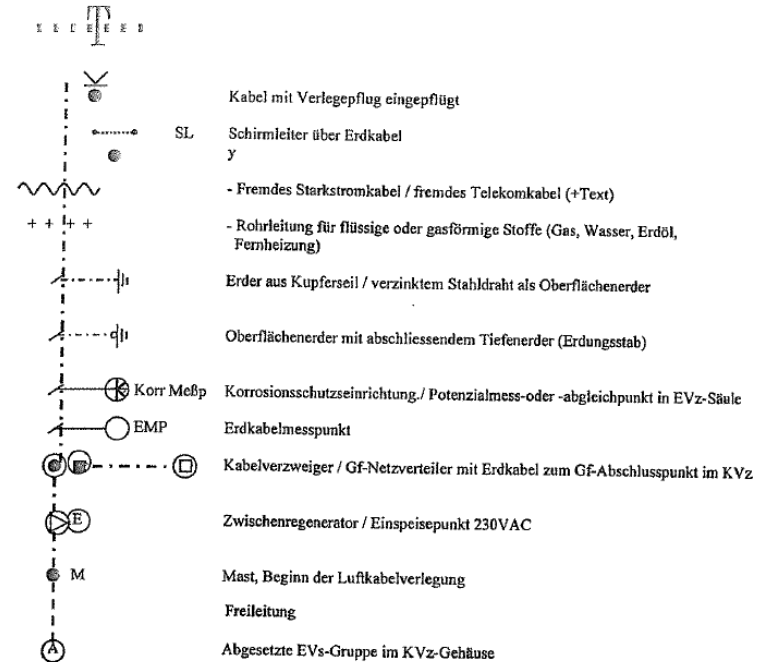 T
Kabel mit Verlegepflug eingepflügt
SL Schirmleiter über Erdkabel
y
- Fremdes Starkstromkabel / fremdes Telekomkabel (+Text)
+ + + + - Rohrleitung für flüssige oder gasförmige Stoffe (Gas, Wasser, Erdöl,
Fernheizung)
Erder aus Kupferseil / verzinktem Stahldraht als Oberflächenerder
Oberflächenerder mit abschliessendem Tiefenerder (Erdungsstab)
Korr Meßp Korrosionsschutzseinrichtung./ Potenzialmess-oder -abgleichpunkt in EVz-Säule
EMP Erdkabelmesspunkt
Kabelverzweiger / Gf-Netzverteiler mit Erdkabel zum Gf-Abschlusspunkt im KVz
E Zwischenregenerator / Einspeisepunkt 230VAC
M Mast, Beginn der Luftkabelverlegung
Freileitung
A Abgesetzte EVs-Gruppe im KVz-Gehäuse